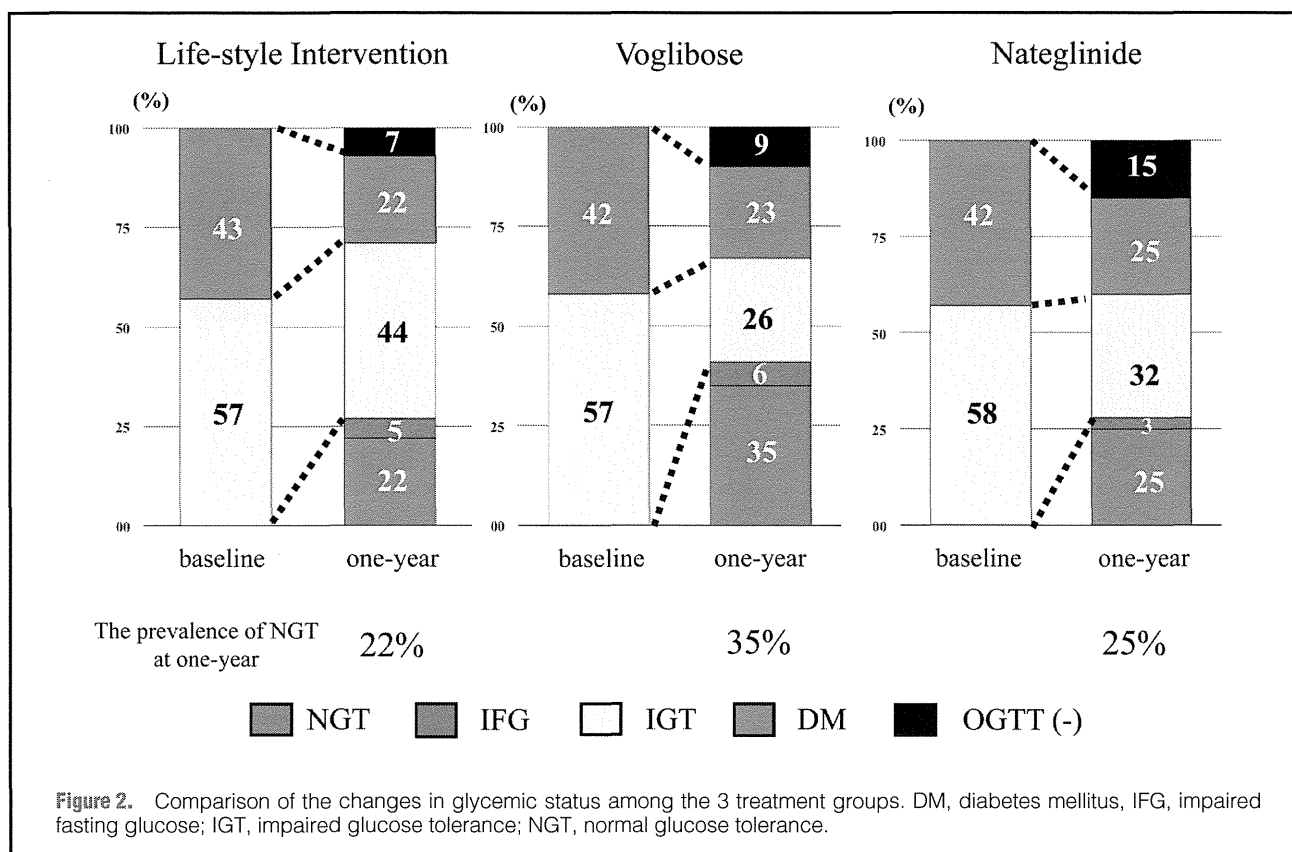 Life-style Intervention
Voglibose
Nateglinide
(%)
100
75
50
25
00
43
57
7
22
44
5
22
baseline
one-year
(%)
100
75
50
25
00
42
57
9
23
26
6
35
baseline
one-year
(%)
100
75
50
25
00
42
58
15
25
32
3
25
baseline
one-year
The prevalence of NGT
at one-year
22%
35%
25%
NGT
IFG
IGT
DM
OGTT (-)
Figure 2. Comparison of the changes in glycemic status among the 3 treatment groups. DM, diabetes mellitus, IFG, impaired
fasting glucose; IGT, impaired glucose tolerance; NGT, normal glucose tolerance.